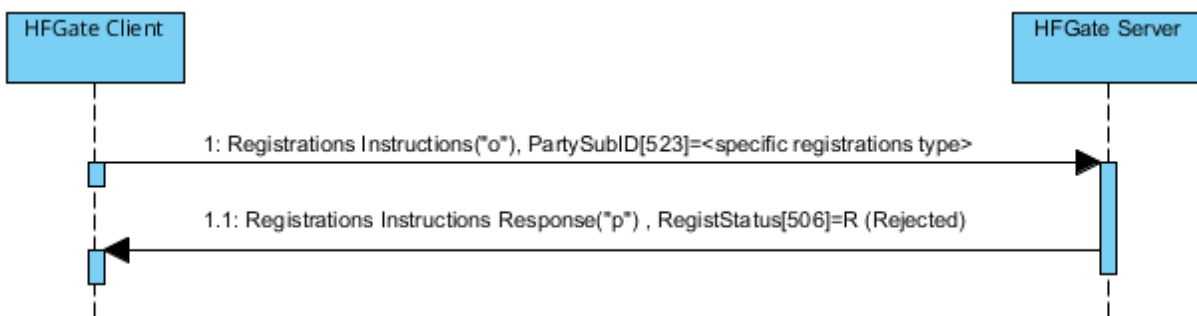 HFGate Client
HFGate Server
1: Registrations Instructions("o"), PartySubID[523]=<specific registrations type>
1.1: Registrations Instructions Response("p") , RegistStatus[506]=R (Rejected)